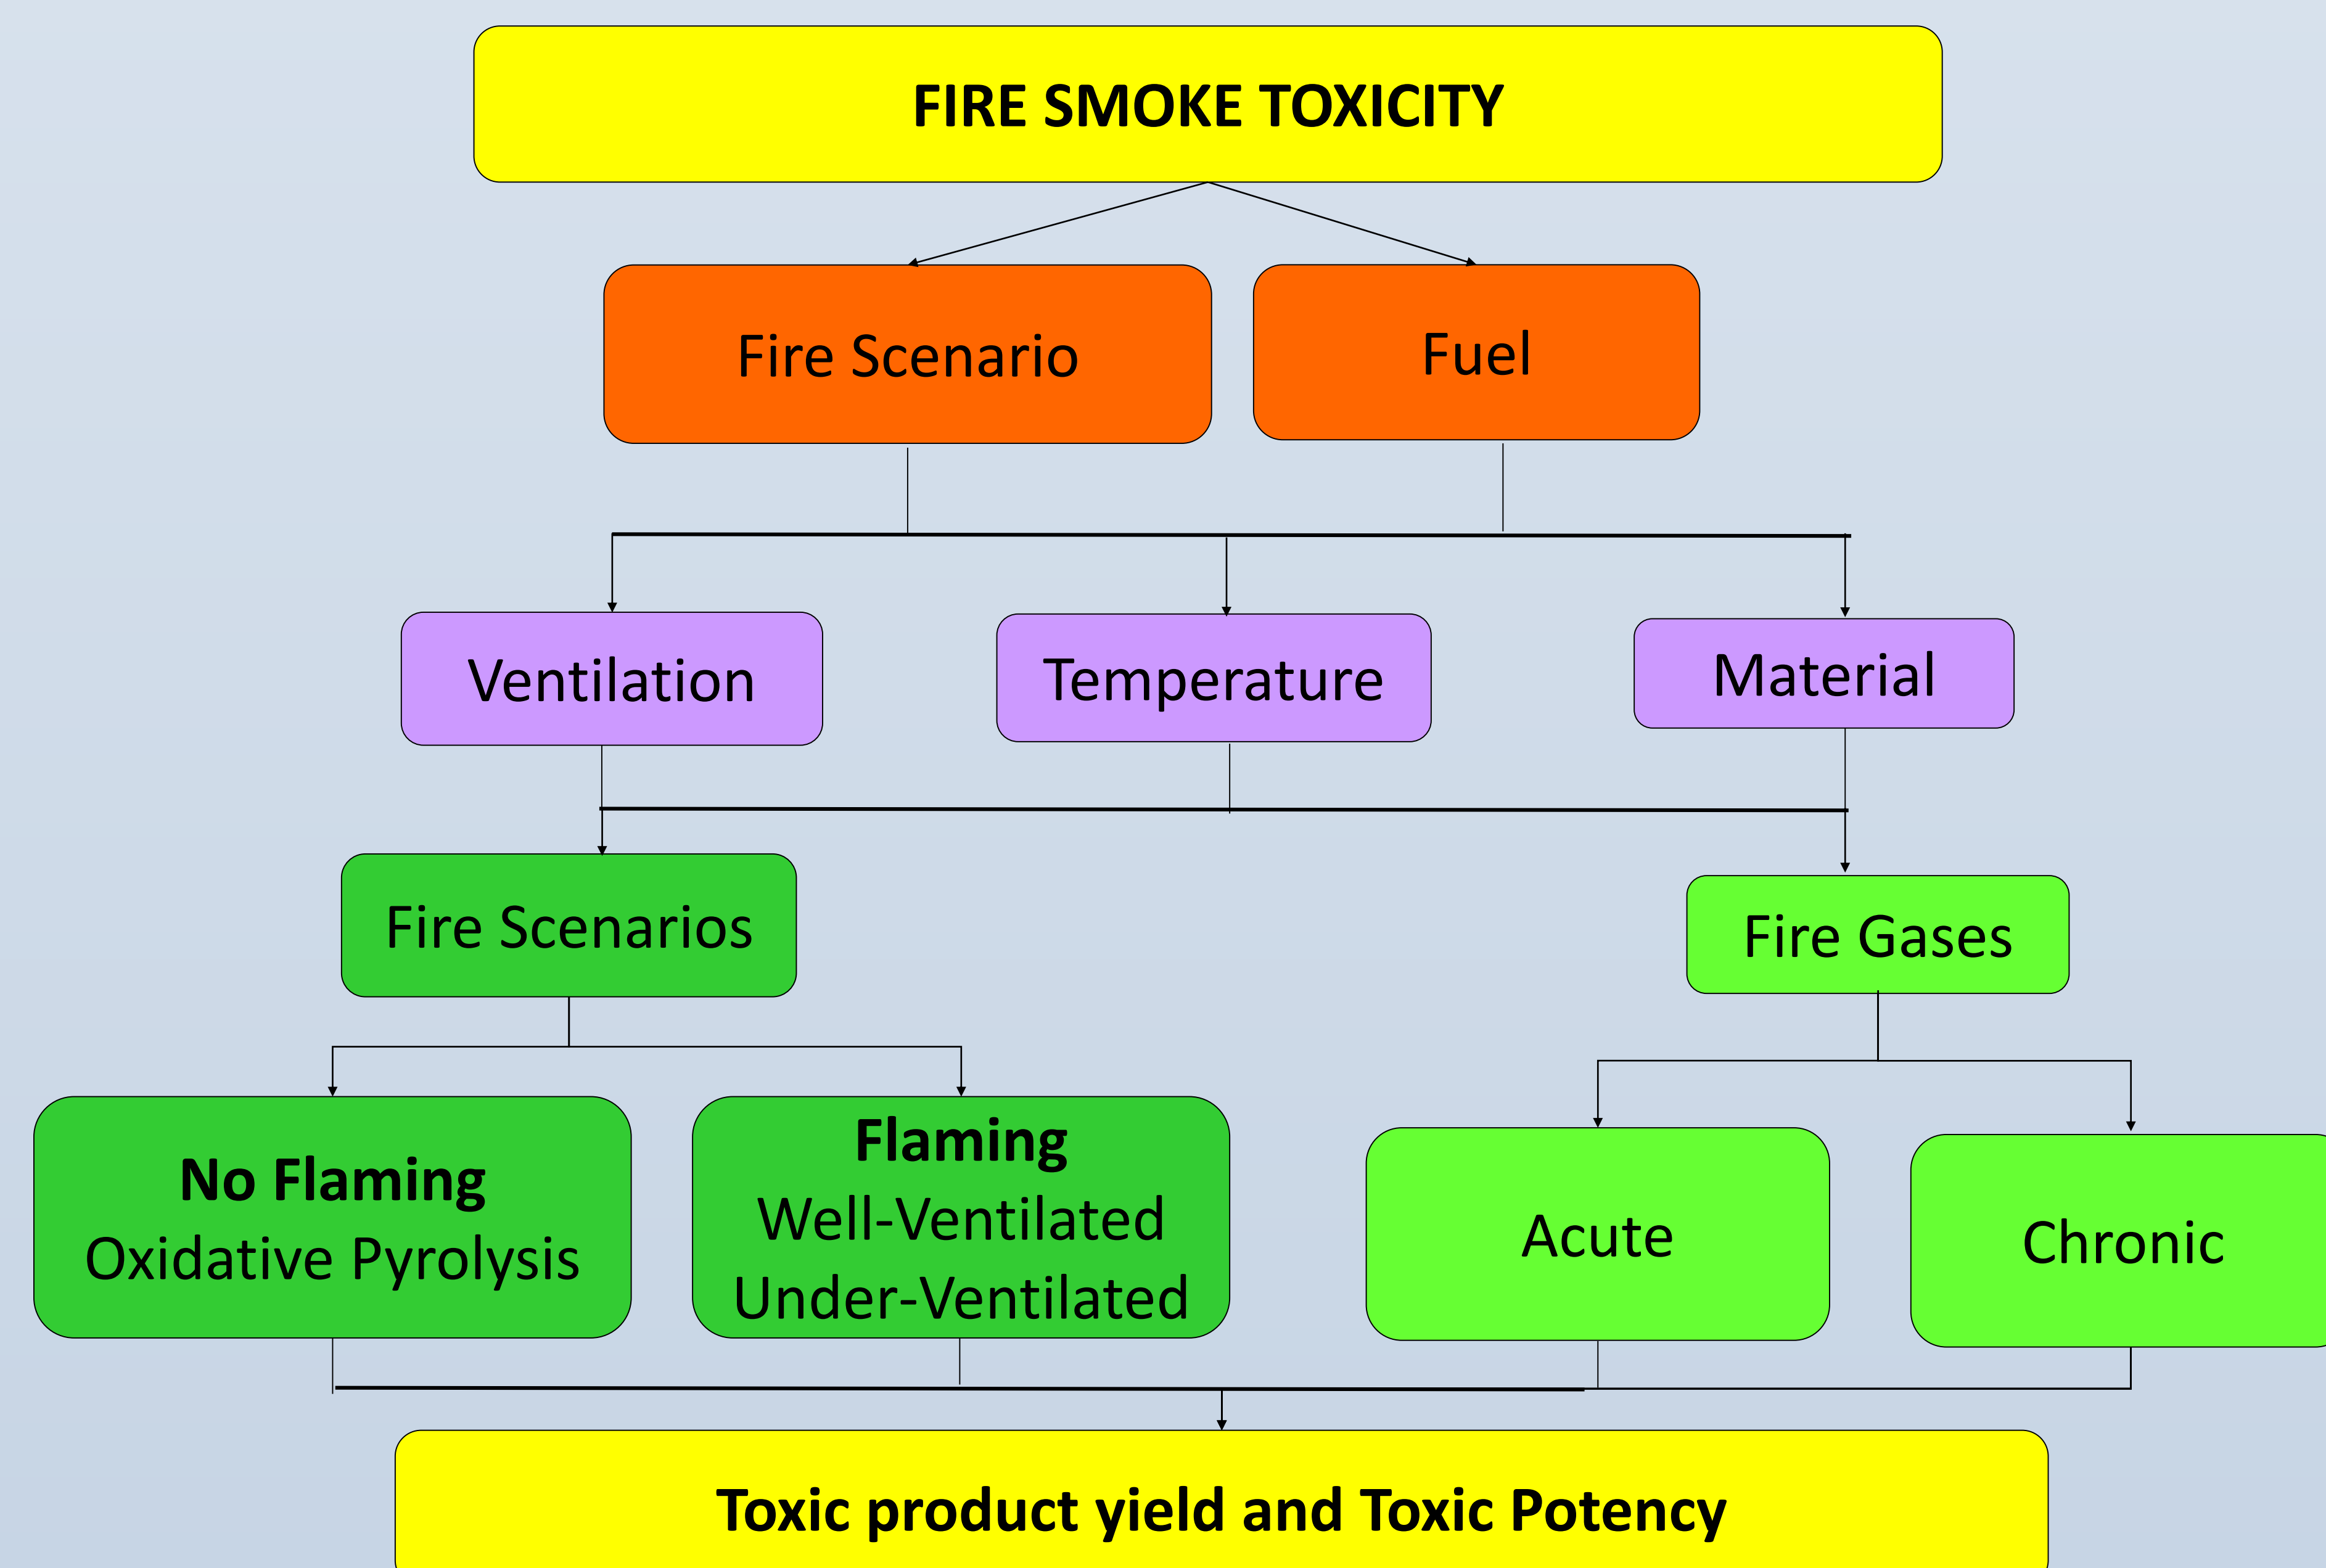 FIRE SMOKE TOXICITY
Fire Scenario
Fuel
Ventilation
Temperature
Material
Fire Scenarios
Fire Gases
No Flaming
Oxidative Pyrolysis
Flaming
Well-Ventilated
Under-Ventilated
Acute
Chronic
Toxic product yield and Toxic Potency